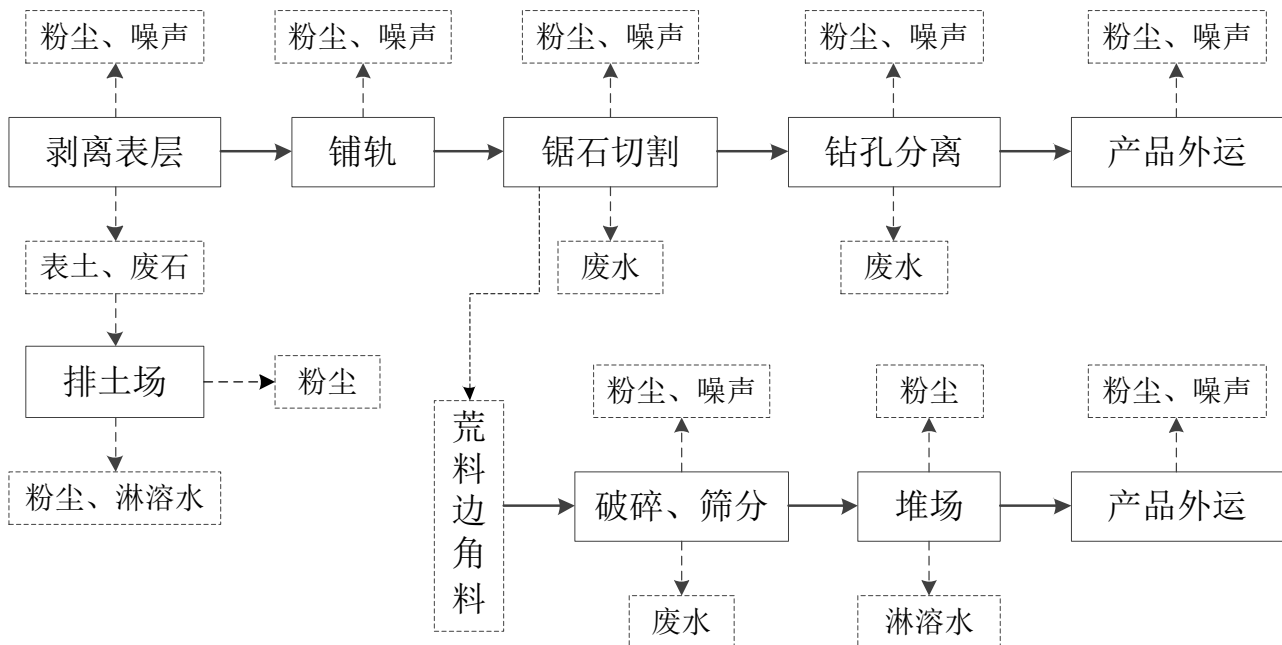 粉尘、噪声
粉尘、噪声
粉尘、噪声
粉尘、噪声
粉尘、噪声
剥离表层
铺轨
锯石切割
钻孔分离
产品外运
表土、废石
废水
废水
排土场
粉尘
粉尘、噪声
粉尘
粉尘、噪声
荒料边角料
粉尘、淋溶水
破碎、筛分
堆场
产品外运
废水
淋溶水